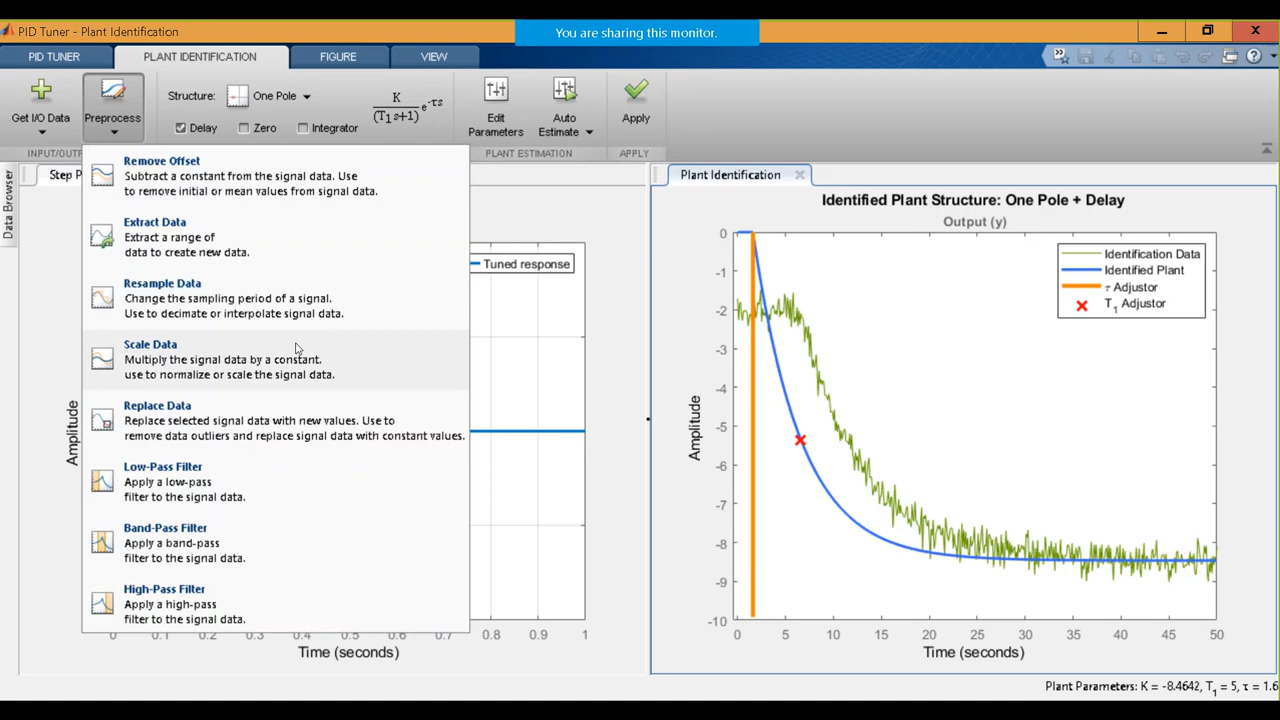 PID Tuner - Plant Identification
You are sharing this monitor.
PID TUNER
PLANT IDENTIFICATION
FIGURE
VIEW
Get I/O Data
Preprocess
Structure:
One Pole
K
(T1s+1)
e-τs
Delay
Zero
Integrator
Edit
Parameters
Auto
Estimate
Apply
INPUT/OUTP
PLANT ESTIMATION
APPLY
Data Browser
Step P
Remove Offset
Subtract a constant from the signal data. Use
to remove initial or mean values from signal data.
Extract Data
Extract a range of
data to create new data.
Resample Data
Change the sampling period of a signal.
Use to decimate or interpolate signal data.
Scale Data
Multiply the signal data by a constant.
use to normalize or scale the signal data.
Replace Data
Replace selected signal data with new values. Use to
remove data outliers and replace signal data with constant values.
Low-Pass Filter
Apply a low-pass
filter to the signal data.
Band-Pass Filter
Apply a band-pass
filter to the signal data.
High-Pass Filter
Apply a high-pass
filter to the signal data.
Tuned response
Amplitude
0 0.1 0.2 0.3 0.4 0.5 0.6 0.7 0.8 0.9 1
Time (seconds)
Plant Identification
Identified Plant Structure: One Pole + Delay
Output (y)
Identification Data
Identified Plant
τ Adjustor
T1 Adjustor
Amplitude
0
-1
-2
-3
-4
-5
-6
-7
-8
-9
-10
0 5 10 15 20 25 30 35 40 45 50
Time (seconds)
Plant Parameters: K = -8.4642, T1 = 5, τ = 1.6